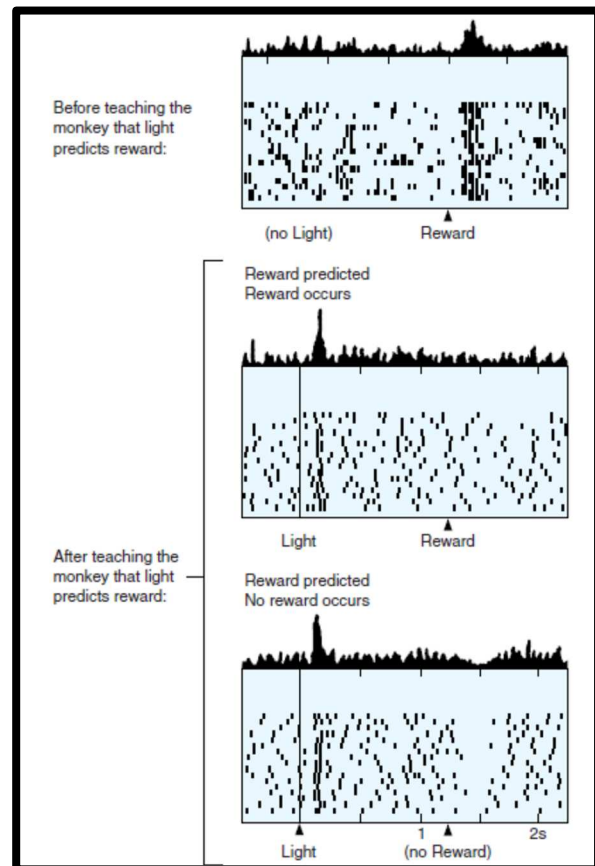 Before teaching the
monkey that light
predicts reward:
(no Light)
Reward
Reward predicted
Reward occurs
Light
Reward
After teaching the
monkey that light
predicts reward:
Reward predicted
No reward occurs
1
2s
Light
(no Reward)